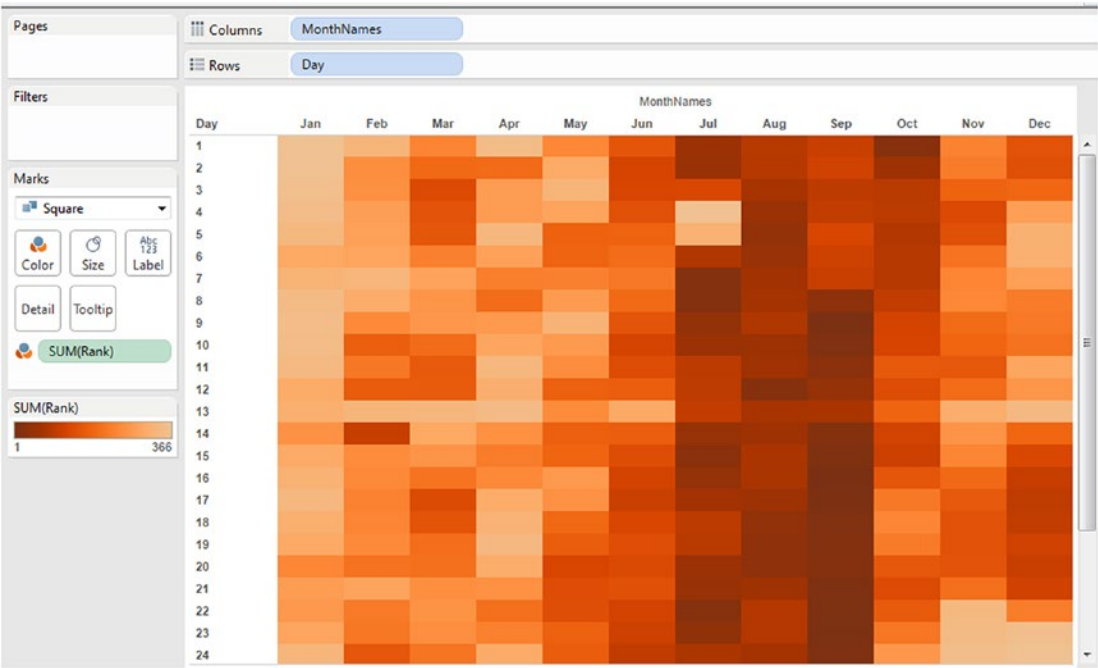 Pages
Columns MonthNames
Rows Day
Filters
MonthNames
Day Jan Feb Mar Apr May Jun Jul Aug Sep Oct Nov Dec
1
2
Marks
3
Square
4
5
Abc
123
Color Size Label
6
7
8
Detail Tooltip
9
SUM(Rank)
10
11
12
SUM(Rank)
13
14
1 366
15
16
17
18
19
20
21
22
23
24